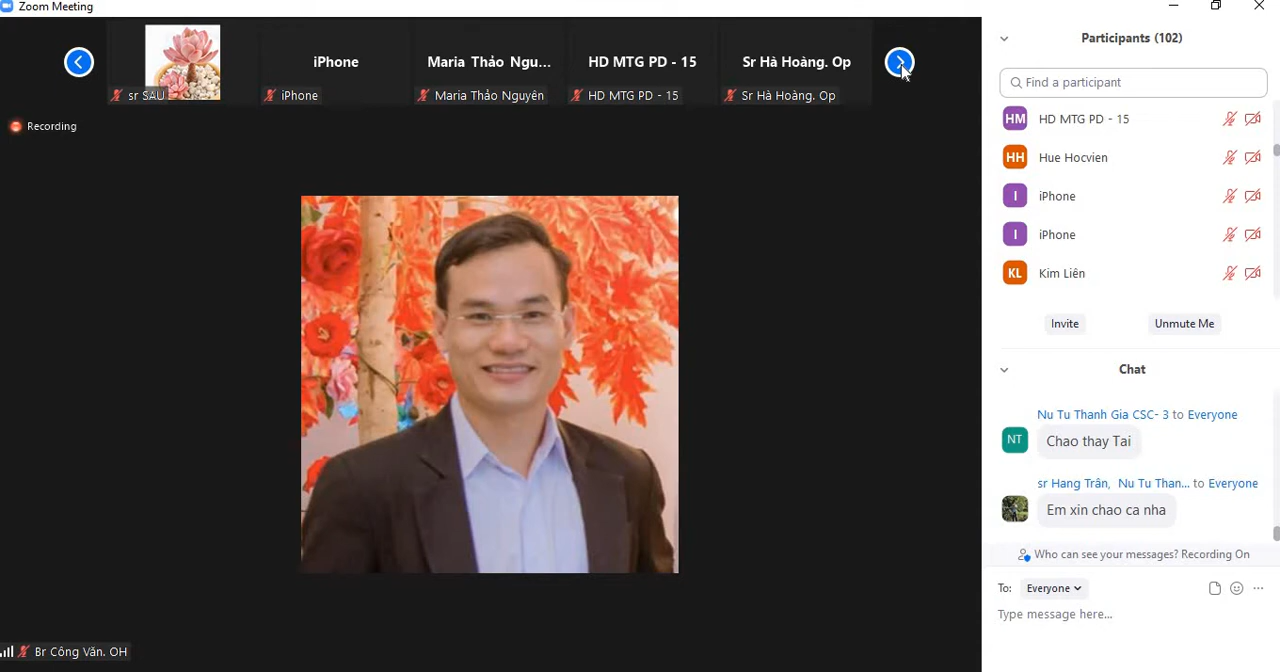 Zoom Meeting
sr SÁU
iPhone
iPhone
Maria Thảo Ngu...
Maria Thảo Nguyên
HD MTG PD - 15
HD MTG PD - 15
Sr Hà Hoàng. Op
Sr Hà Hoàng. Op
Recording
Br Công Văn. OH
Participants (102)
Find a participant
HM HD MTG PD - 15
HH Hue Hocvien
I iPhone
I iPhone
KL Kim Liên
Invite Unmute Me
Chat
Nu Tu Thanh Gia CSC- 3 to Everyone
NT Chao thay Tai
sr Hang Trân, Nu Tu Than... to Everyone
Em xin chao ca nha
Who can see your messages? Recording On
To: Everyone
Type message here...